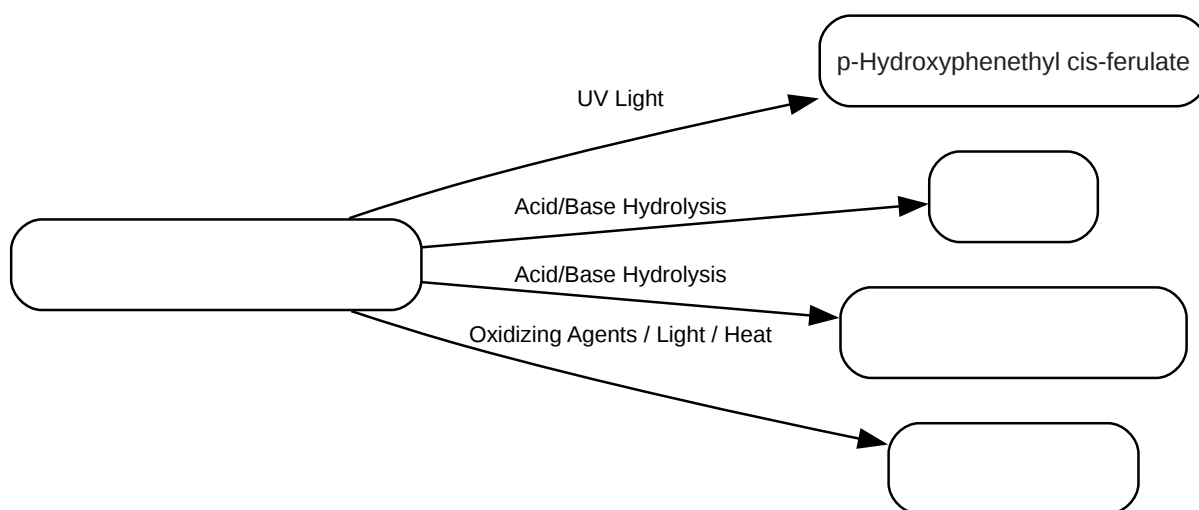 p-Hydroxyphenethyl cis-ferulate
UV Light
Acid/Base Hydrolysis
Acid/Base Hydrolysis
Oxidizing Agents / Light / Heat